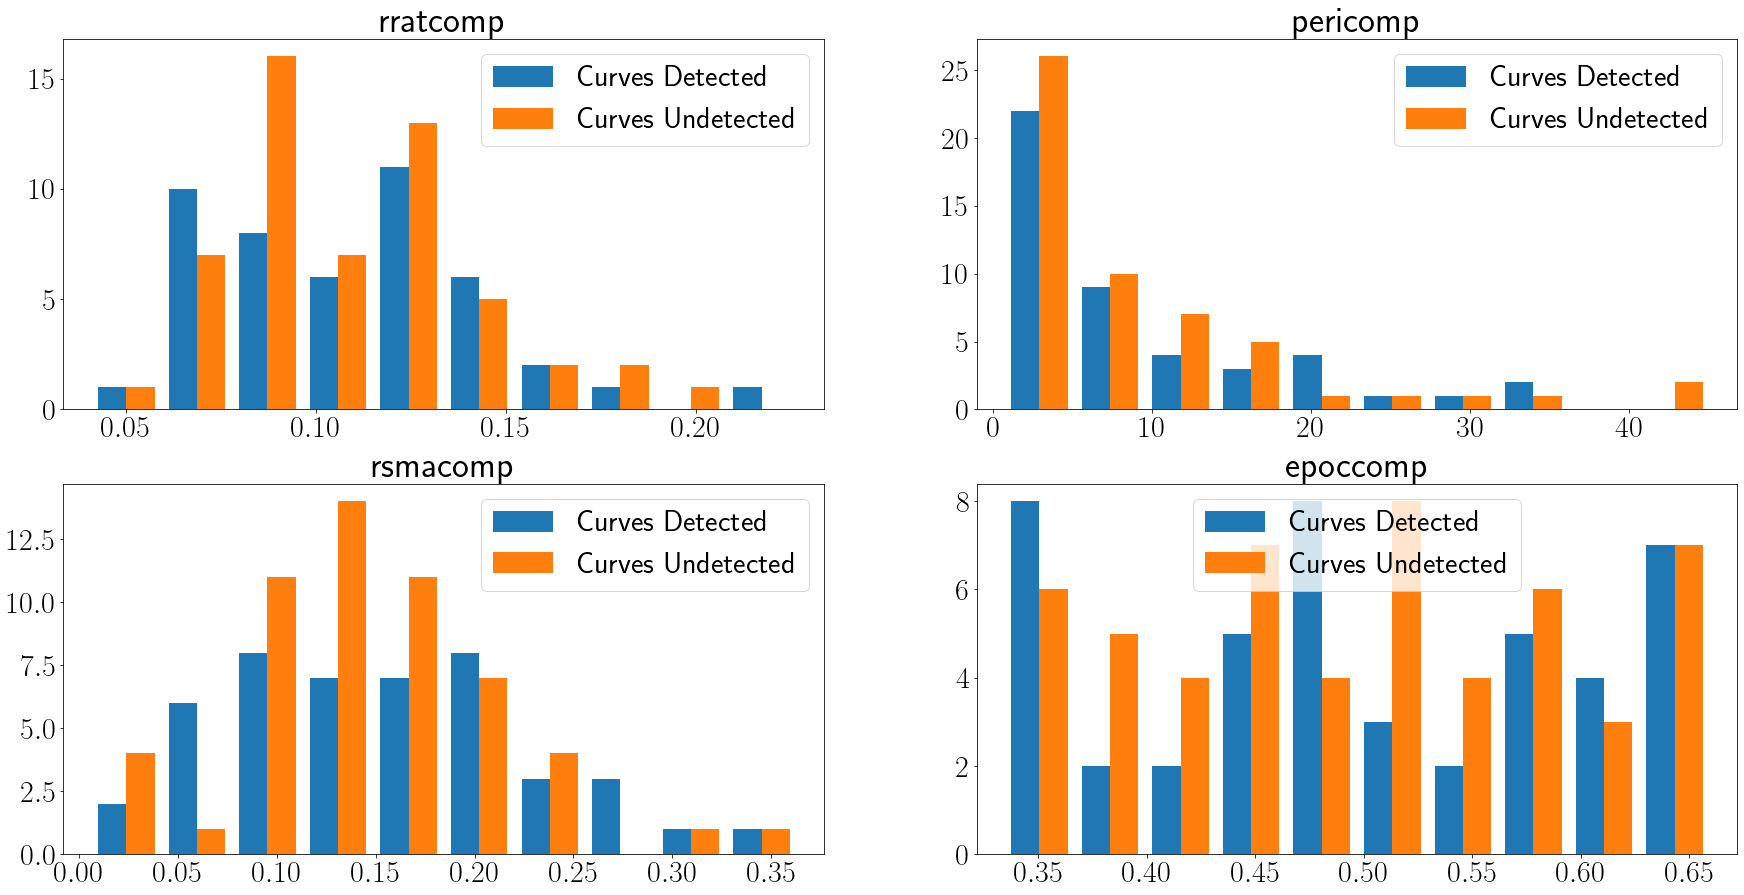 rratcomp
15
10
5
0
Curves Detected
Curves Undetected
0.05 0.10 0.15 0.20
pericomp
25
20
15
10
5
0
Curves Detected
Curves Undetected
0 10 20 30 40
rsmacomp
12.5
10.0
7.5
5.0
2.5
0.0
Curves Detected
Curves Undetected
0.00 0.05 0.10 0.15 0.20 0.25 0.30 0.35
epoccomp
8
6
4
2
0
Curves Detected
Curves Undetected
0.35 0.40 0.45 0.50 0.55 0.60 0.65